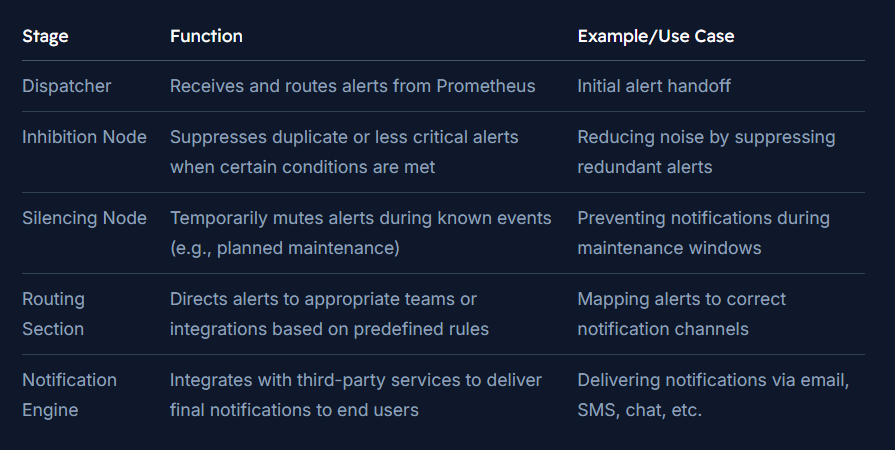 Stage Function Example/Use Case
Dispatcher Receives and routes alerts from Prometheus Initial alert handoff
Inhibition Node Suppresses duplicate or less critical alerts Reducing noise by suppressing
when certain conditions are met redundant alerts
Silencing Node Temporarily mutes alerts during known events Preventing notifications during
(e.g., planned maintenance) maintenance windows
Routing Directs alerts to appropriate teams or Mapping alerts to correct
Section integrations based on predefined rules notification channels
Notification Integrates with third-party services to deliver Delivering notifications via email,
Engine final notifications to end users SMS, chat, etc.